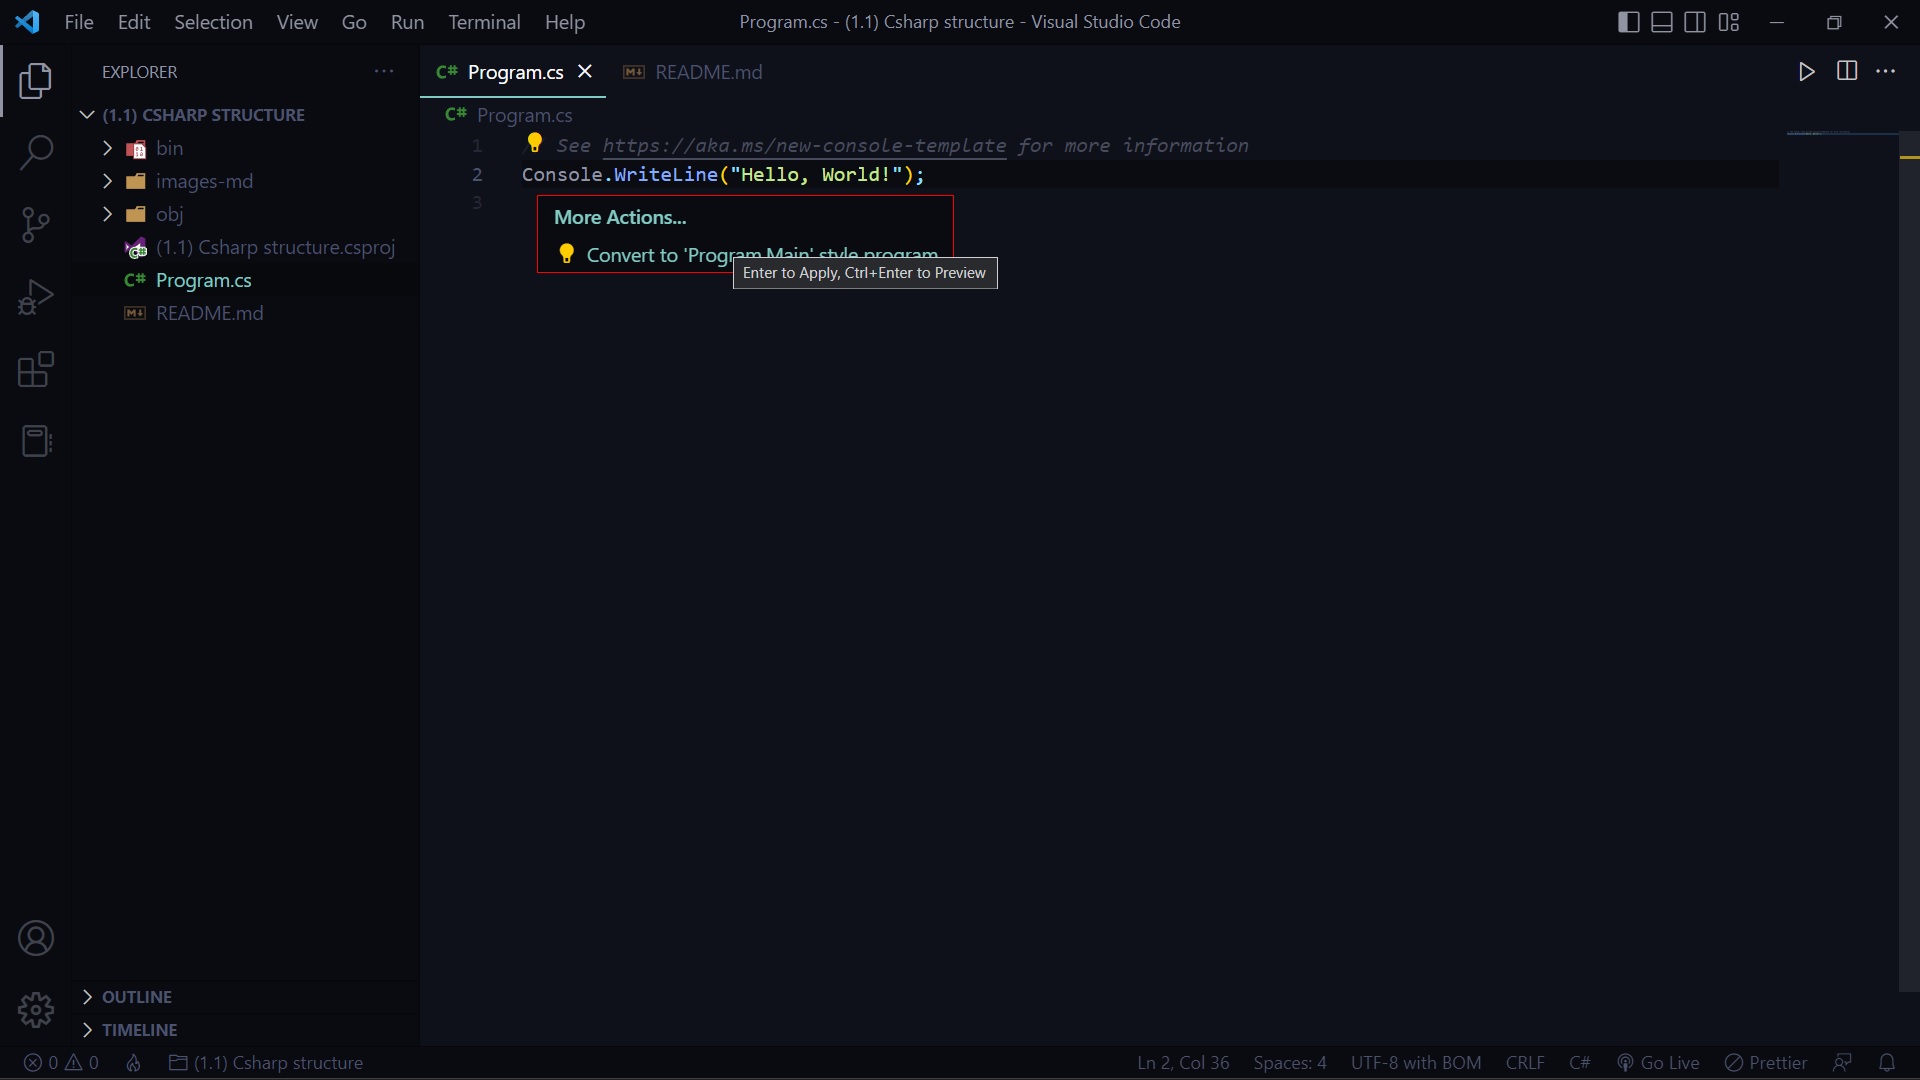 File Edit Selection View Go Run Terminal Help
Program.cs - (1.1) Csharp structure - Visual Studio Code
EXPLORER
(1.1) CSHARP STRUCTURE
bin
images-md
obj
(1.1) Csharp structure.csproj
C# Program.cs
README.md
OUTLINE
TIMELINE
C# Program.cs
README.md
C# Program.cs
1 See https://aka.ms/new-console-template for more information
2 Console.WriteLine("Hello, World!");
3
More Actions...
Convert to 'Program.Main' style program
Enter to Apply, Ctrl+Enter to Preview
0 0 (1.1) Csharp structure
Ln 2, Col 36 Spaces: 4 UTF-8 with BOM CRLF C# Go Live Prettier